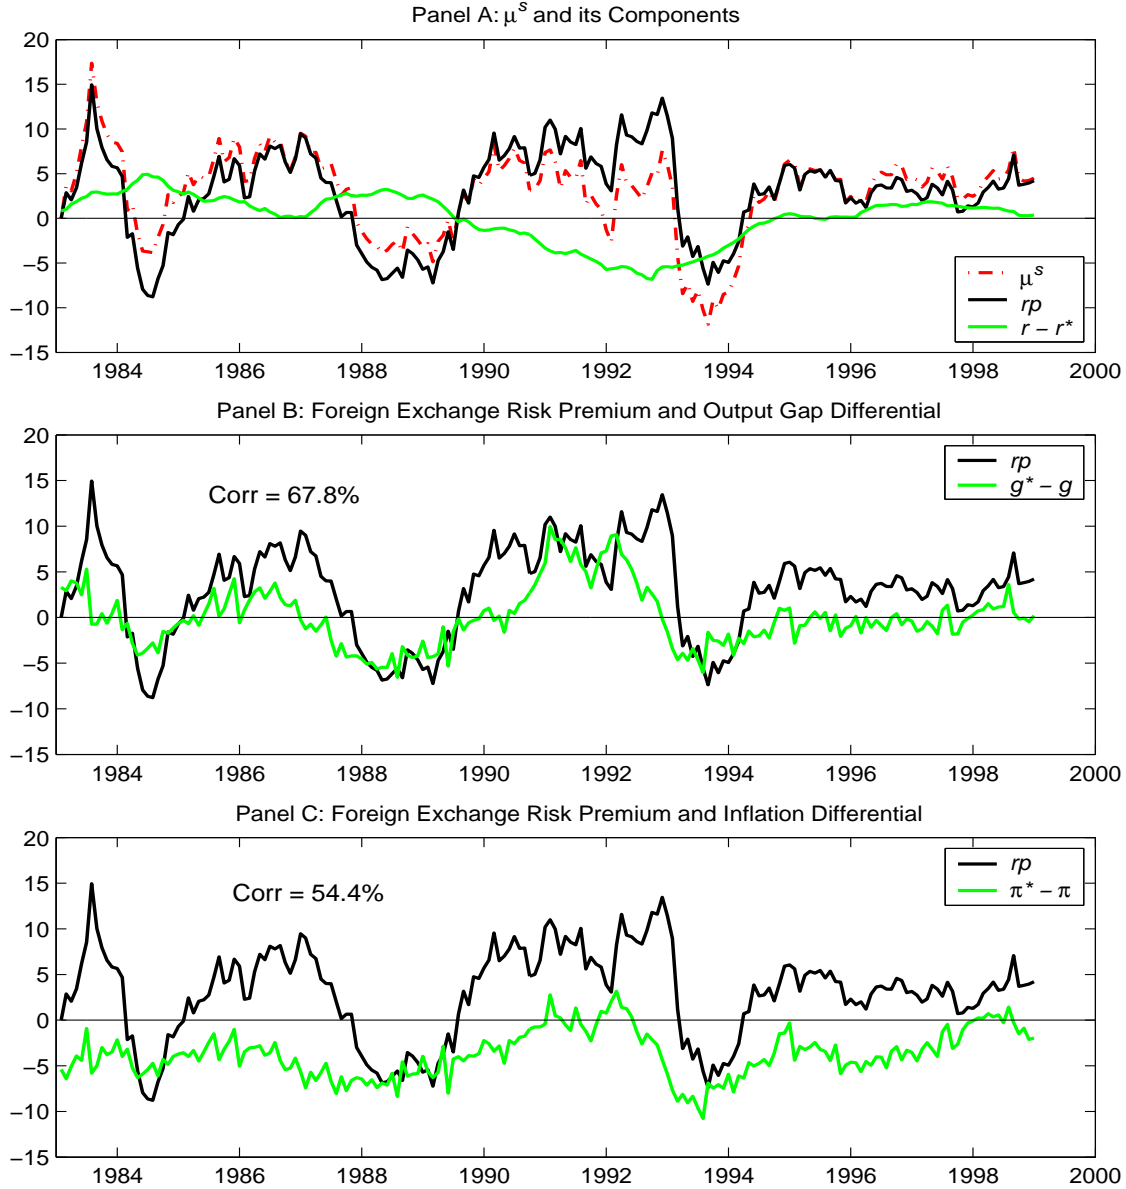 Panel A: μˢ and its Components
20
15
10
5
0
−5
−10
−15
1984 1986 1988 1990 1992 1994 1996 1998 2000
μˢ
rp
r − r*
Panel B: Foreign Exchange Risk Premium and Output Gap Differential
20
15
10
5
0
−5
−10
−15
1984 1986 1988 1990 1992 1994 1996 1998 2000
Corr = 67.8%
rp
g* − g
Panel C: Foreign Exchange Risk Premium and Inflation Differential
20
15
10
5
0
−5
−10
−15
1984 1986 1988 1990 1992 1994 1996 1998 2000
Corr = 54.4%
rp
π* − π